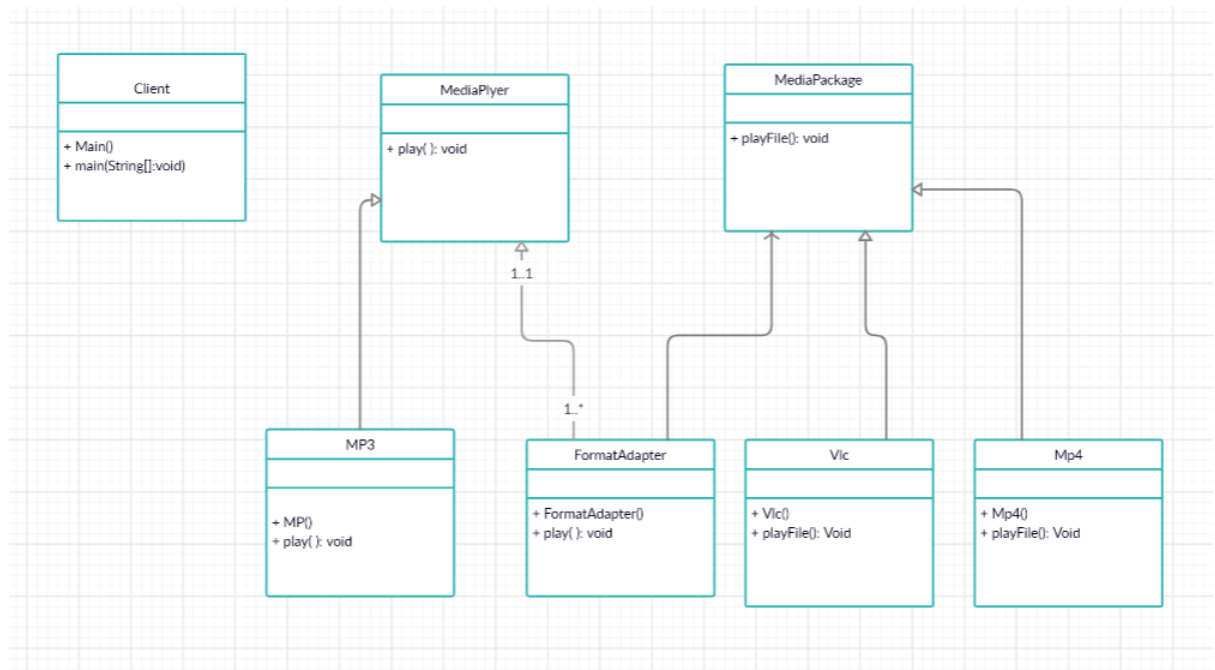 Client
+ Main()
+ main(String[]:void)
MediaPlyer
+ play( ): void
MediaPackage
+ playFile(): void
1..1
1..*
MP3
+ MP()
+ play( ): void
FormatAdapter
+ FormatAdapter()
+ play( ): void
Vlc
+ Vlc()
+ playFile(): Void
Mp4
+ Mp4()
+ playFile(): Void